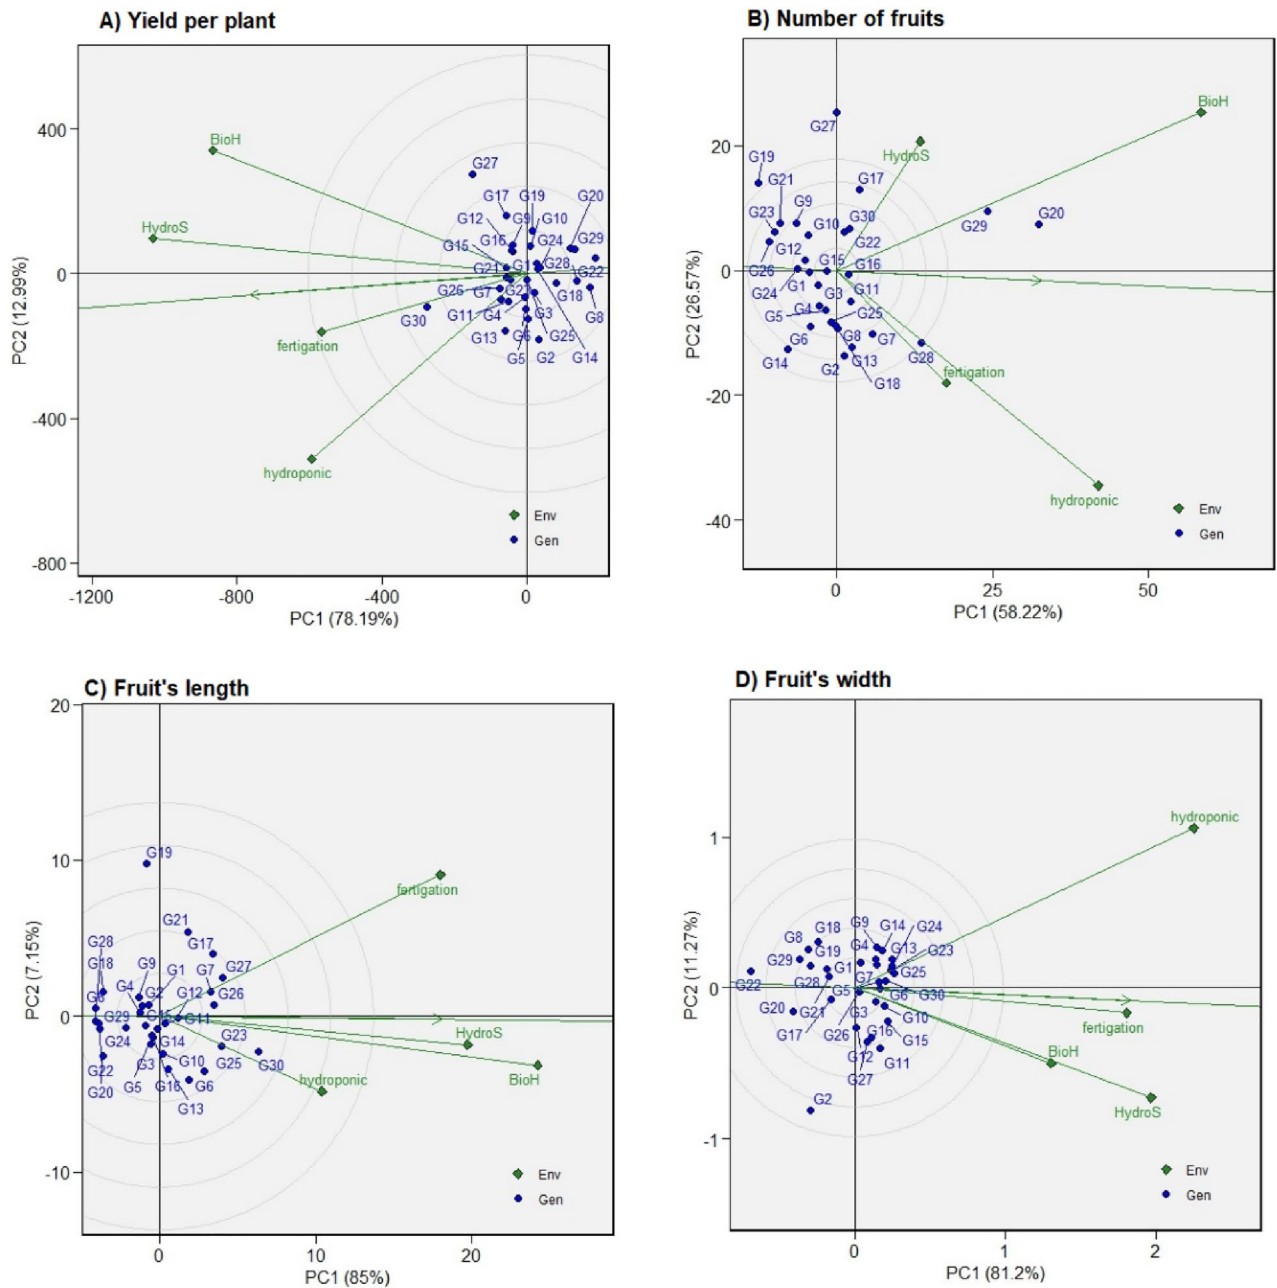 A) Yield per plant
400
0
-400
-800
PC2 (12.99%)
BioH
HydroS
fertigation
hydroponic
G27
G17
G19
G20
G12
G9
G10
G15
G16
G24
G29
G21
G1
G28
G22
G26
G7
G23
G18
G11
G4
G3
G8
G30
G13
G6
G25
G5
G2
G14
Env
Gen
-1200
-800
-400
0
PC1 (78.19%)
B) Number of fruits
20
0
-20
-40
PC2 (26.57%)
BioH
G27
HydroS
G19
G21
G17
G23
G9
G30
G20
G10
G29
G12
G22
G26
G15
G16
G24
G1
G3
G11
G5
G4
G25
G6
G8
G7
G14
G13
G28
G2
G18
fertigation
hydroponic
Env
Gen
0
25
50
PC1 (58.22%)
C) Fruit's length
20
10
0
-10
PC2 (7.15%)
G19
fertigation
G21
G28
G17
G18
G9
G1
G7
G27
G4
G2
G12
G26
G8
G29
G11
G24
G14
G23
HydroS
G22
G3
G10
G25
G30
BioH
G20
G5
G16
G6
hydroponic
G13
Env
Gen
0
10
20
PC1 (85%)
D) Fruit's width
1
0
-1
PC2 (11.27%)
hydroponic
G18
G9
G14
G24
G8
G4
G13
G23
G29
G19
G1
G25
G22
G28
G7
G5
G6
G30
G20
G21
G3
G10
fertigation
G17
G26
G16
G15
G12
G11
BioH
G27
G2
HydroS
Env
Gen
0
1
2
PC1 (81.2%)